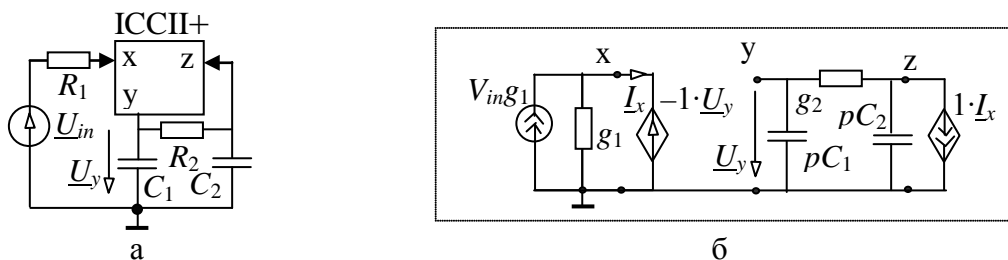 ICCII+
x z
R1
y
Uin
R2
Uy
C1 C2
а
x
y
z
Ving1
g1
Ix
–1·Uy
g2
pC2
1·Ix
Uy
pC1
б